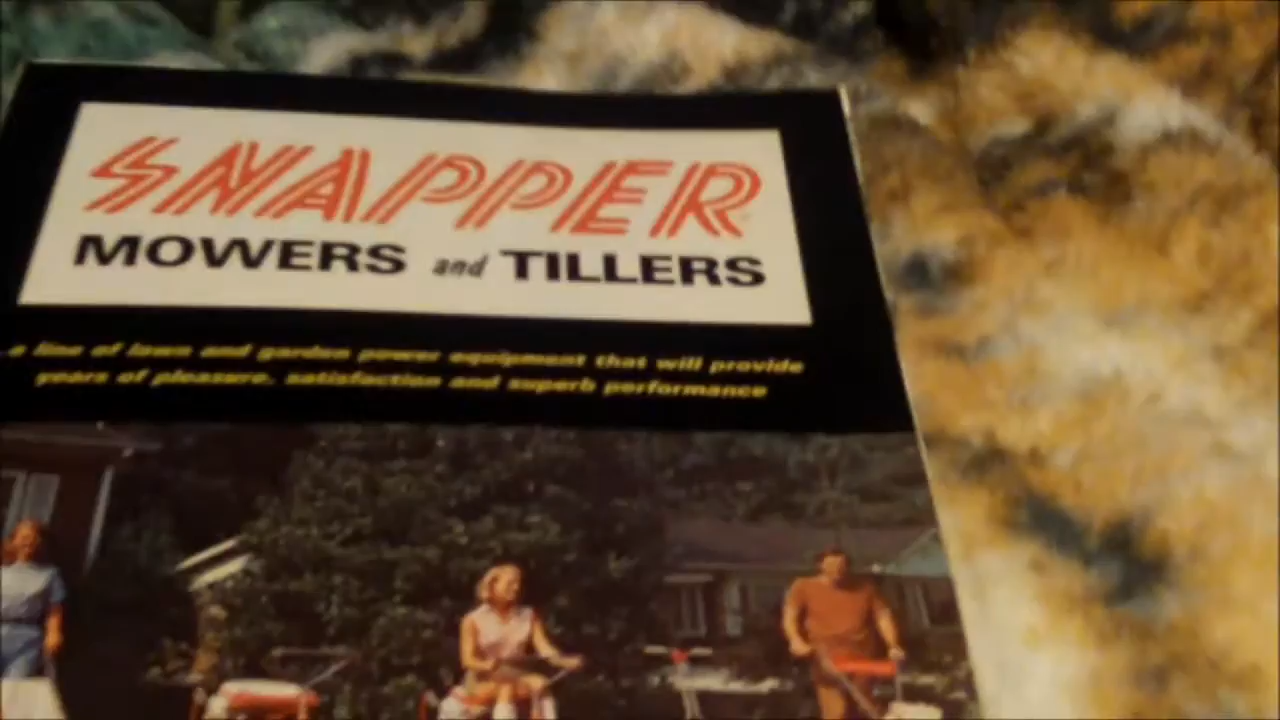 SNAPPER
MOWERS and TILLERS
a line of lawn and garden power equipment that will provide
years of pleasure, satisfaction and superb performance